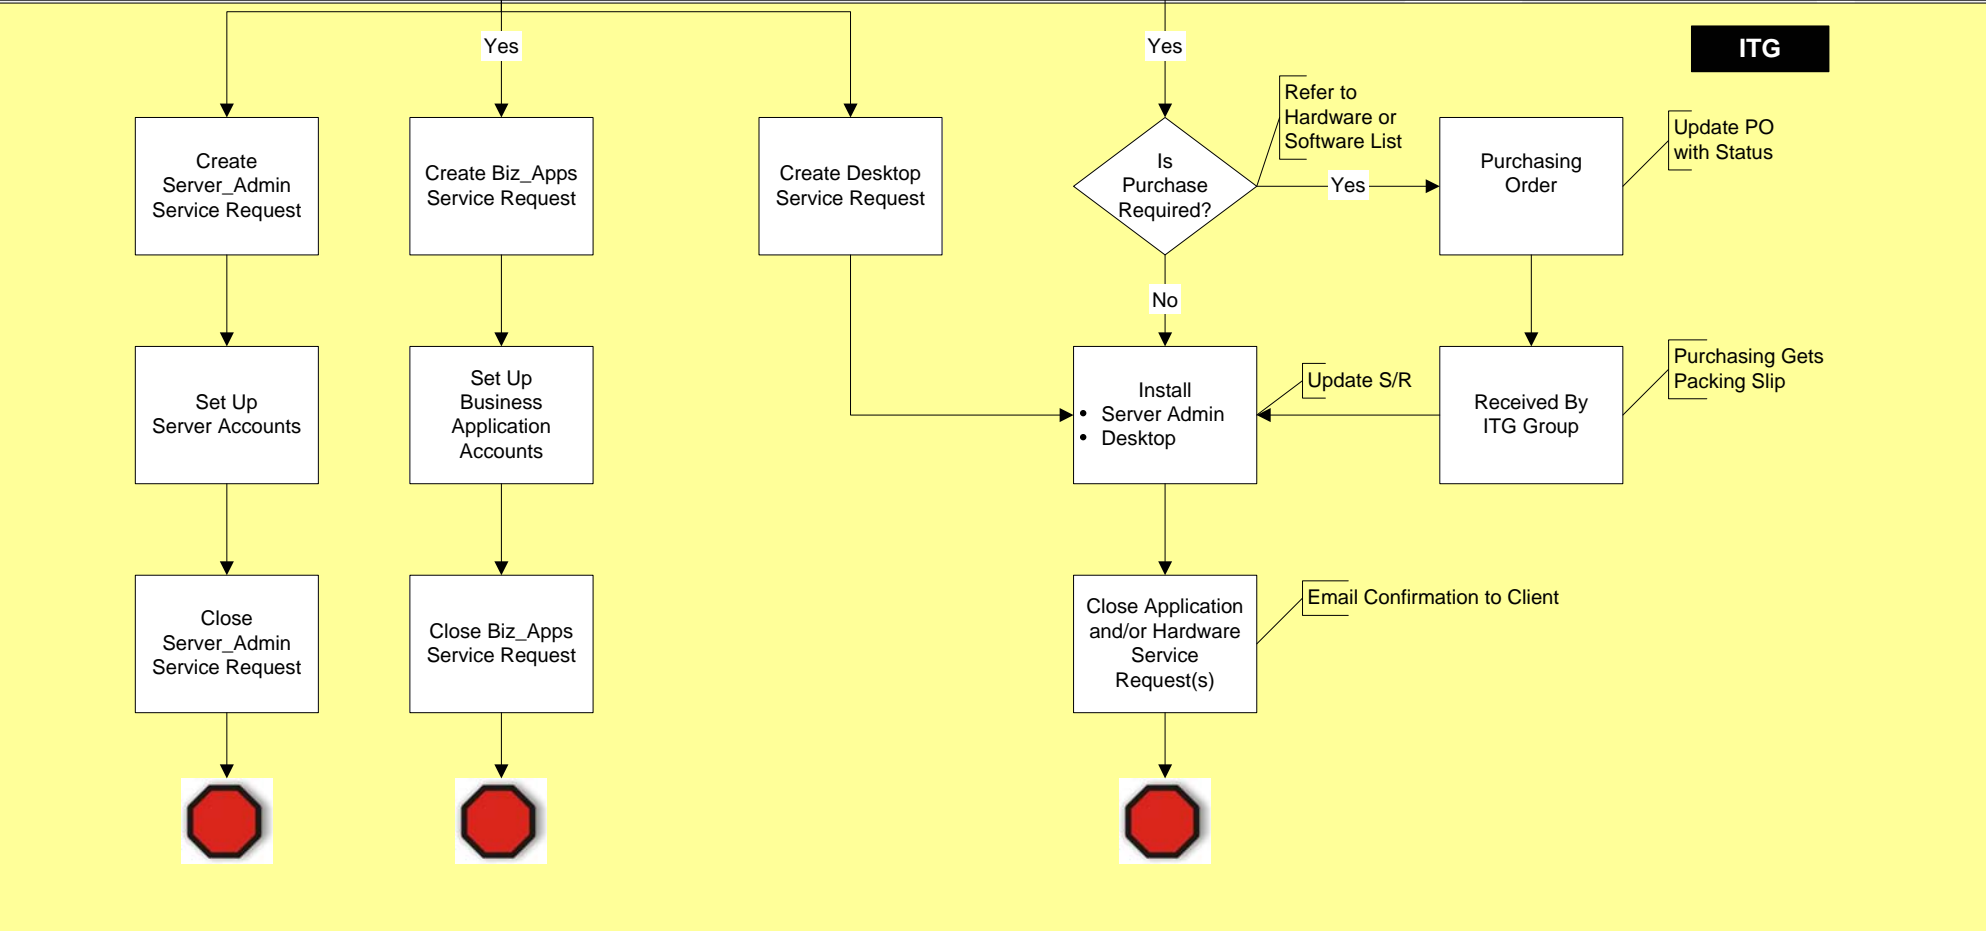 Yes
Yes
ITG
Refer to
Hardware or
Software List
Update PO
with Status
Create
Server_Admin
Service Request
Create Biz_Apps
Service Request
Create Desktop
Service Request
Is
Purchase
Required?
Yes
Purchasing
Order
No
Set Up
Server Accounts
Set Up
Business
Application
Accounts
Install
• Server Admin
• Desktop
Update S/R
Received By
ITG Group
Purchasing Gets
Packing Slip
Close
Server_Admin
Service Request
Close Biz_Apps
Service Request
Close Application
and/or Hardware
Service
Request(s)
Email Confirmation to Client